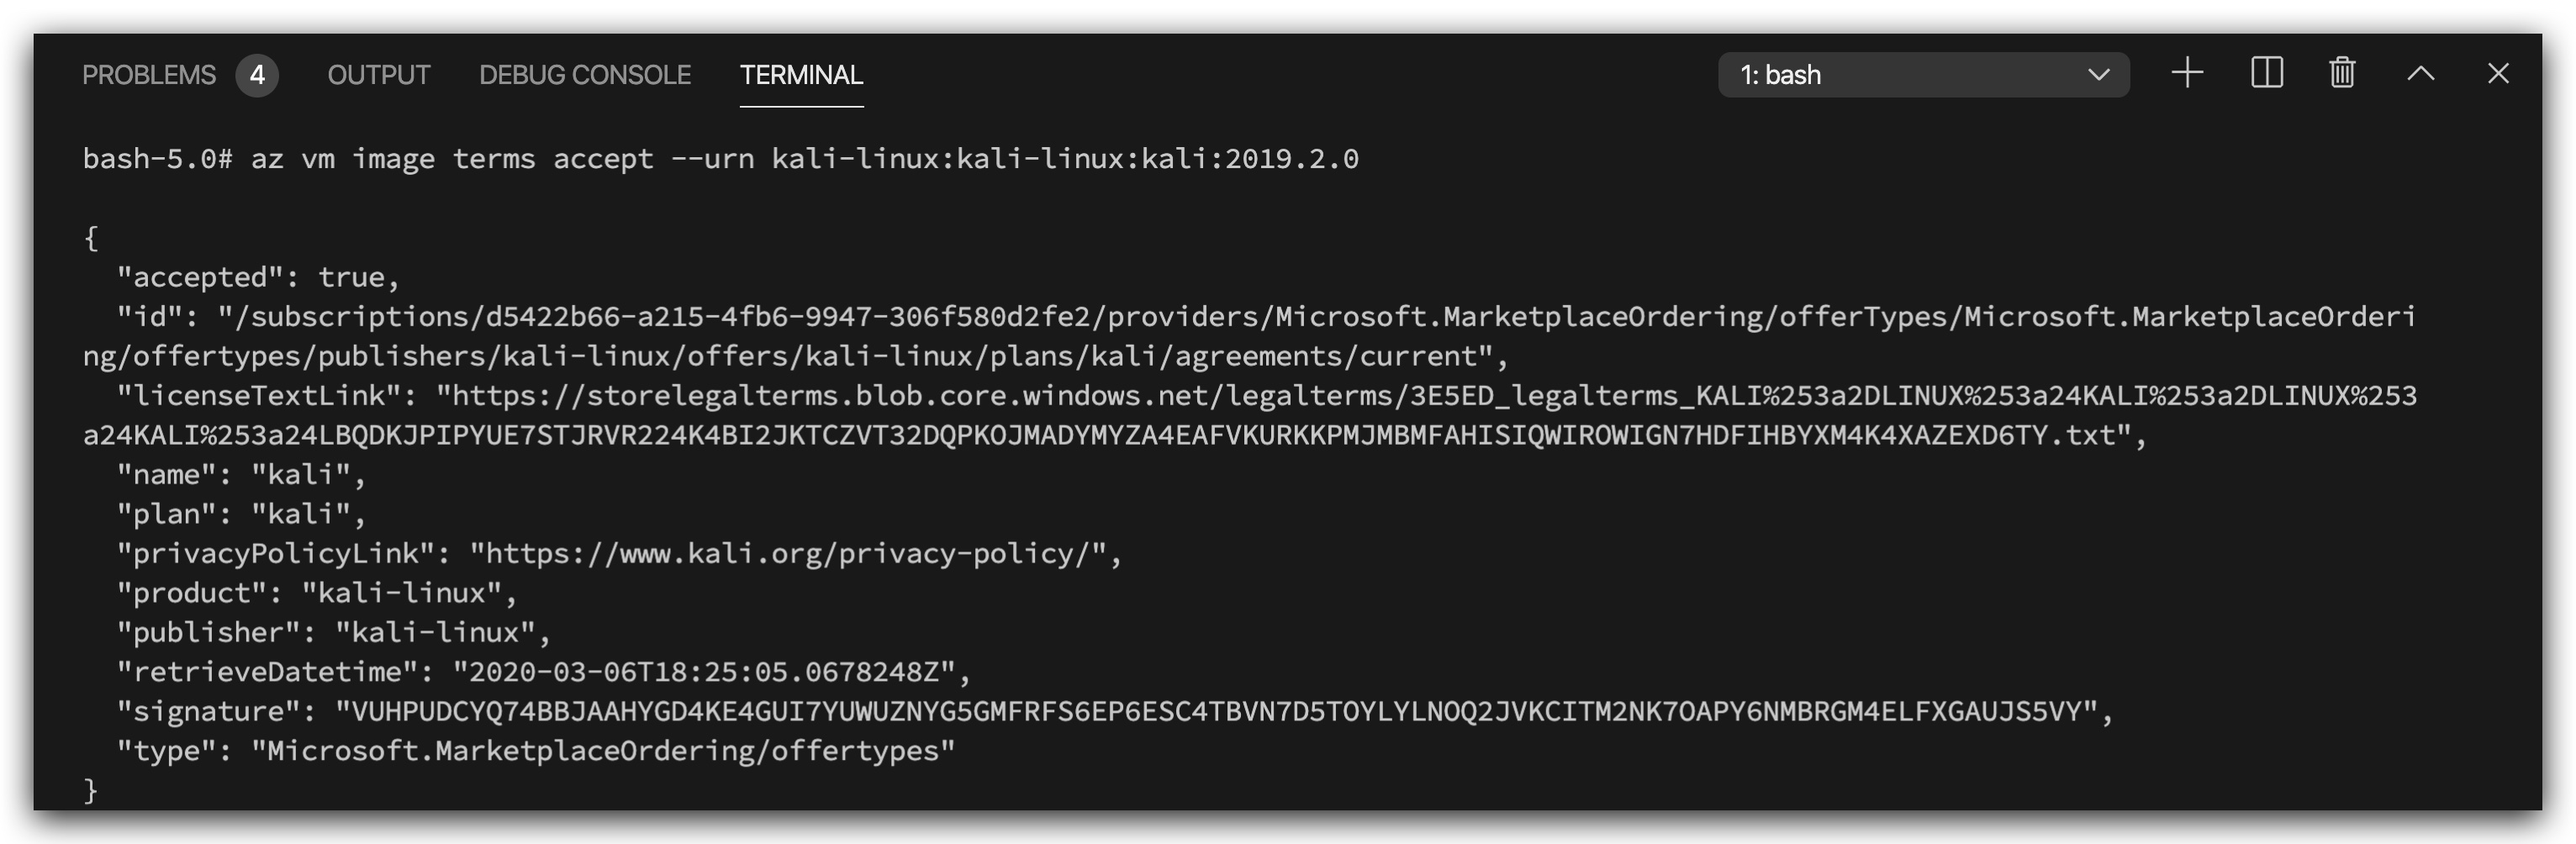 PROBLEMS 4 OUTPUT DEBUG CONSOLE TERMINAL 1: bash
bash-5.0# az vm image terms accept --urn kali-linux:kali-linux:kali:2019.2.0
{
  "accepted": true,
  "id": "/subscriptions/d5422b66-a215-4fb6-9947-306f580d2fe2/providers/Microsoft.MarketplaceOrdering/offerTypes/Microsoft.MarketplaceOrderi
ng/offertypes/publishers/kali-linux/offers/kali-linux/plans/kali/agreements/current",
  "licenseTextLink": "https://storelegalterms.blob.core.windows.net/legalterms/3E5ED_legalterms_KALI%253a2DLINUX%253a24KALI%253a2DLINUX%253
a24KALI%253a24LBQDKJPIPYUE7STJRVR224K4BI2JKTCZVT32DQPKOJMADYMYZA4EAFVKURKKPMJMBMFAHISIQWIROWIGN7HDFIHBYXM4K4XAZEXD6TY.txt",
  "name": "kali",
  "plan": "kali",
  "privacyPolicyLink": "https://www.kali.org/privacy-policy/",
  "product": "kali-linux",
  "publisher": "kali-linux",
  "retrieveDatetime": "2020-03-06T18:25:05.0678248Z",
  "signature": "VUHPUDCYQ74BBJAAHYGD4KE4GUI7YUWUZNYG5GMFRFS6EP6ESC4TBVN7D5TOYLYLNOQ2JVKCITM2NK7OAPY6NMBRGM4ELFXGAUJS5VY",
  "type": "Microsoft.MarketplaceOrdering/offertypes"
}